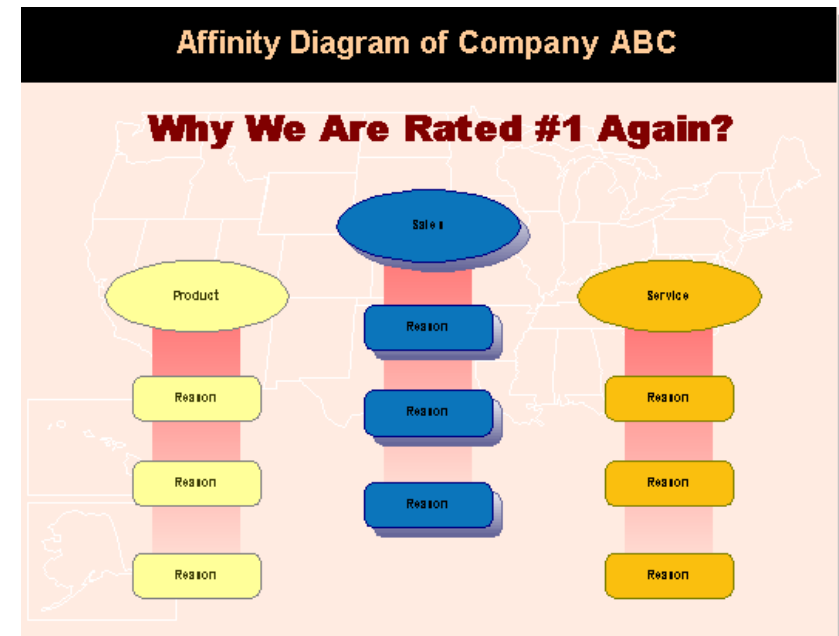 Affinity Diagram of Company ABC
Why We Are Rated #1 Again?
Sales
Product
Service
Reason
Reason
Reason
Reason
Reason
Reason
Reason
Reason
Reason